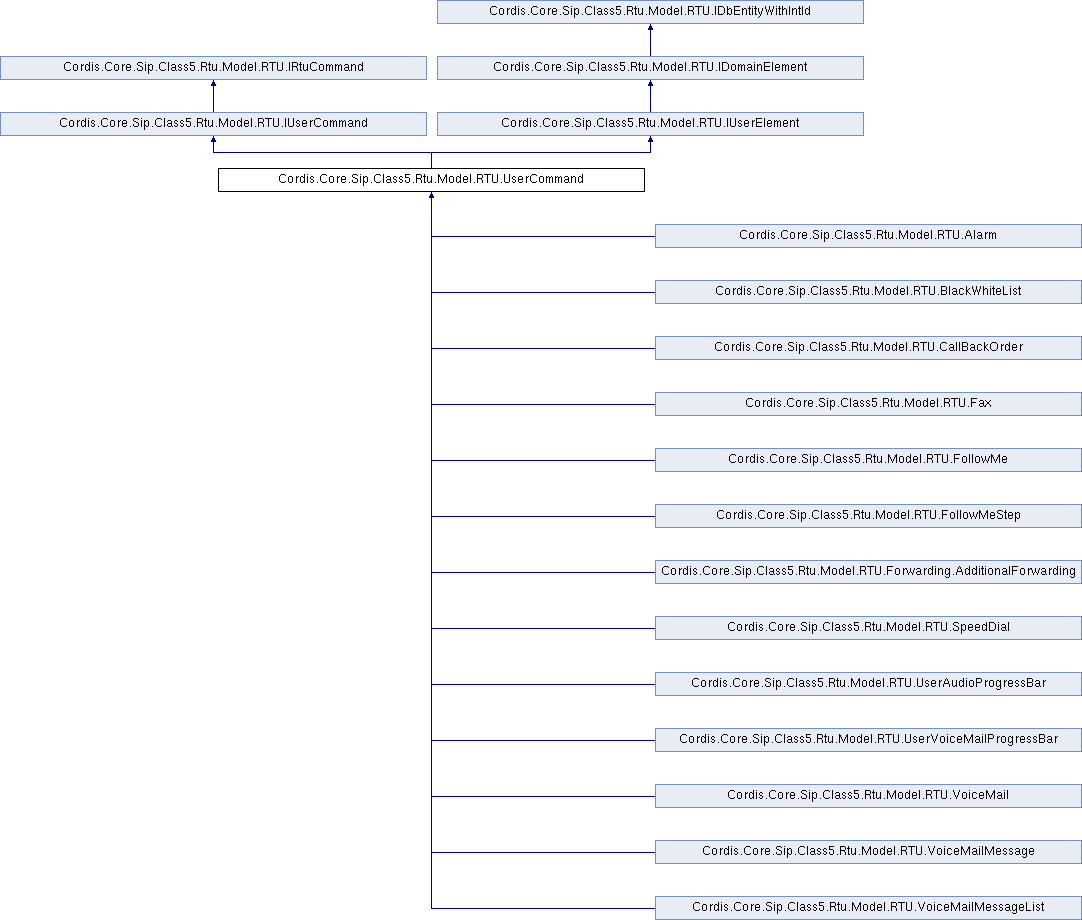 Cordis.Core.Sip.Class5.Rtu.Model.RTU.IDbEntityWithIntId
Cordis.Core.Sip.Class5.Rtu.Model.RTU.IRtuCommand
Cordis.Core.Sip.Class5.Rtu.Model.RTU.IDomainElement
Cordis.Core.Sip.Class5.Rtu.Model.RTU.IUserCommand
Cordis.Core.Sip.Class5.Rtu.Model.RTU.IUserElement
Cordis.Core.Sip.Class5.Rtu.Model.RTU.UserCommand
Cordis.Core.Sip.Class5.Rtu.Model.RTU.Alarm
Cordis.Core.Sip.Class5.Rtu.Model.RTU.BlackWhiteList
Cordis.Core.Sip.Class5.Rtu.Model.RTU.CallBackOrder
Cordis.Core.Sip.Class5.Rtu.Model.RTU.Fax
Cordis.Core.Sip.Class5.Rtu.Model.RTU.FollowMe
Cordis.Core.Sip.Class5.Rtu.Model.RTU.FollowMeStep
Cordis.Core.Sip.Class5.Rtu.Model.RTU.Forwarding.AdditionalForwarding
Cordis.Core.Sip.Class5.Rtu.Model.RTU.SpeedDial
Cordis.Core.Sip.Class5.Rtu.Model.RTU.UserAudioProgressBar
Cordis.Core.Sip.Class5.Rtu.Model.RTU.UserVoiceMailProgressBar
Cordis.Core.Sip.Class5.Rtu.Model.RTU.VoiceMail
Cordis.Core.Sip.Class5.Rtu.Model.RTU.VoiceMailMessage
Cordis.Core.Sip.Class5.Rtu.Model.RTU.VoiceMailMessageList